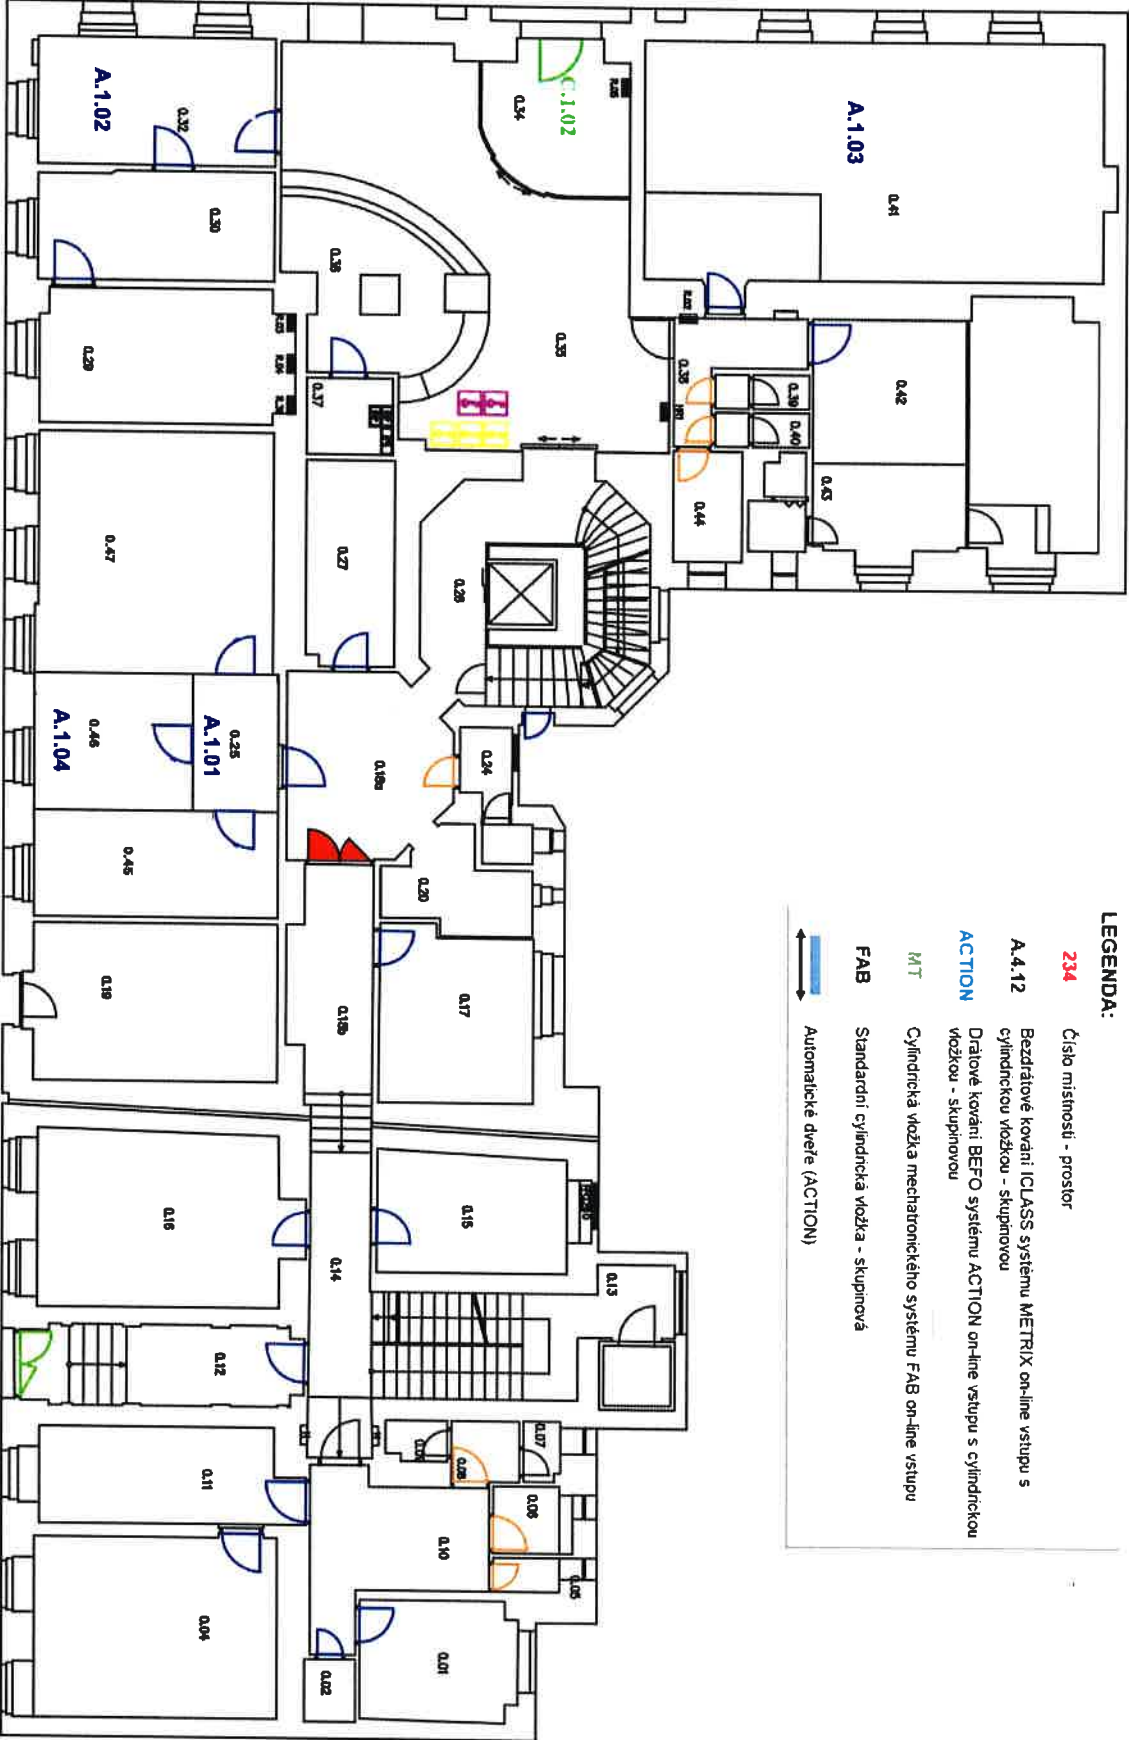 LEGENDA:
234 Číslo místnosti - prostor
A.4.12 Bezdrátové kování ICLASS systému METRIX on-line vstupu s
cylindrickou vložkou - skupinovou
ACTION Drátové kování BEFO systému ACTION on-line vstupu s cylindrickou
vložkou - skupinovou
MT Cylindrická vložka mechatronického systému FAB on-line vstupu
FAB Standardní cylindrická vložka - skupinová
Automatické dveře (ACTION)
A.1.03
0.41
C.1.02
R.05
0.34
A.1.02
0.32
0.30
0.36
0.35
R.02
0.38
0.39
0.40
0.42
0.43
0.44
0.29
R.03
R.04
0.37
0.47
0.27
0.26
0.46
A.1.04
0.25
A.1.01
0.18a
0.24
0.45
0.20
0.19
0.18b
0.17
0.16
0.15
0.14
0.13
0.12
0.11
0.10
0.07
0.08
0.06
0.05
0.04
0.02
0.01